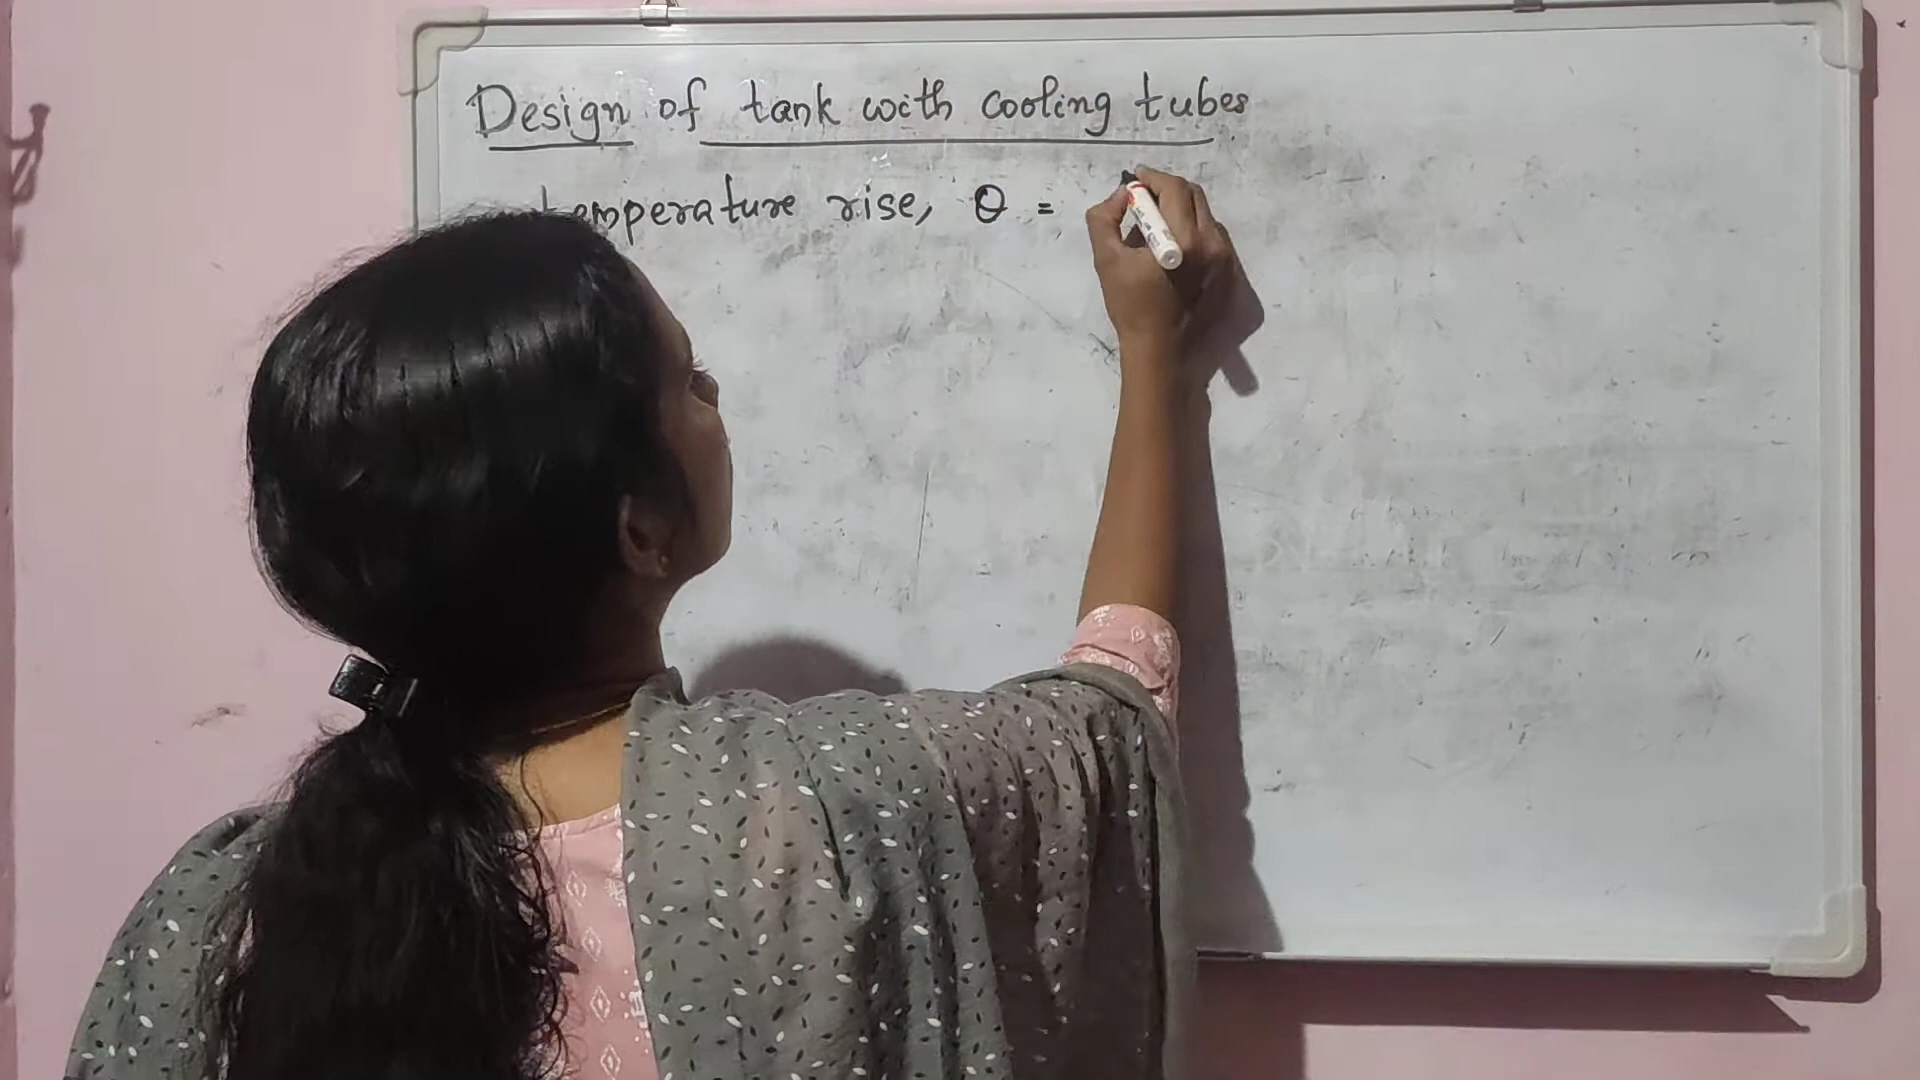 Design of tank with cooling tubes
temperature rise, θ =